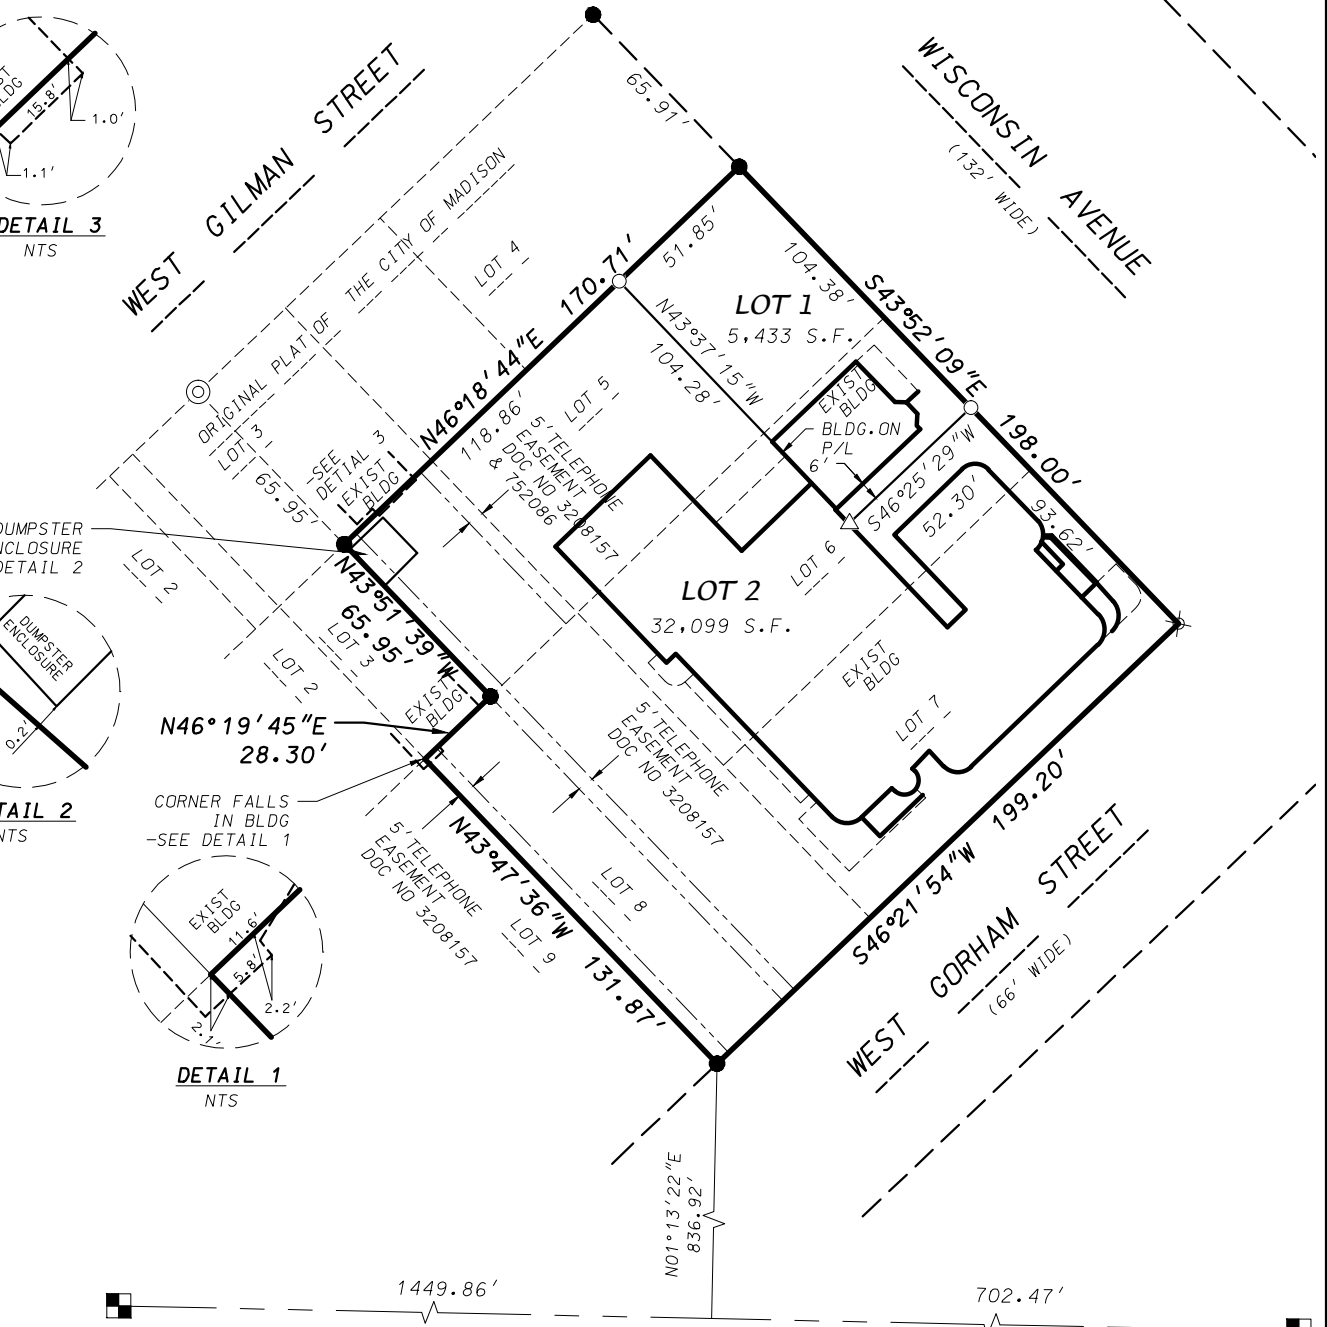 WISCONSIN AVENUE
(132' WIDE)
WEST GILMAN STREET
65.91'
15.8'
1.0'
1.1'
DETAIL 3
NTS
ORIGINAL PLAT OF THE CITY OF MADISON
LOT 4
170.71'
51.85'
104.38'
S43°52'09"E
198.00'
LOT 1
5,433 S.F.
N43°37'15"W
104.28'
N46°18'44"E
118.86'
LOT 5
EXIST
BLDG
BLDG.ON
P/L
6'
S46°25'29"W
52.30'
93.62'
LOT 3
65.95'
-SEE
DETIAL 3
EXIST
BLDG
5' TELEPHONE
EASEMENT
DOC NO 3208157
& 752086
DUMPSTER
ENCLOSURE
DETAIL 2
LOT 2
N43°51'39"W
65.95'
LOT 3
LOT 2
LOT 6
LOT 2
32,099 S.F.
EXIST
BLDG
LOT 7
DUMPSTER
ENCLOSURE
0.2'
TAIL 2
NTS
EXIST
BLDG
N46°19'45"E
28.30'
CORNER FALLS
IN BLDG
-SEE DETAIL 1
5' TELEPHONE
EASEMENT
DOC NO 3208157
5' TELEPHONE
EASEMENT
DOC NO 3208157
N43°47'36"W
131.87'
LOT 8
LOT 9
S46°21'54"W
199.20'
WEST GORHAM STREET
(66' WIDE)
EXIST
BLDG
11.6'
5.8'
2.2'
2.1'
DETAIL 1
NTS
N01°13'22"E
836.92'
1449.86'
702.47'